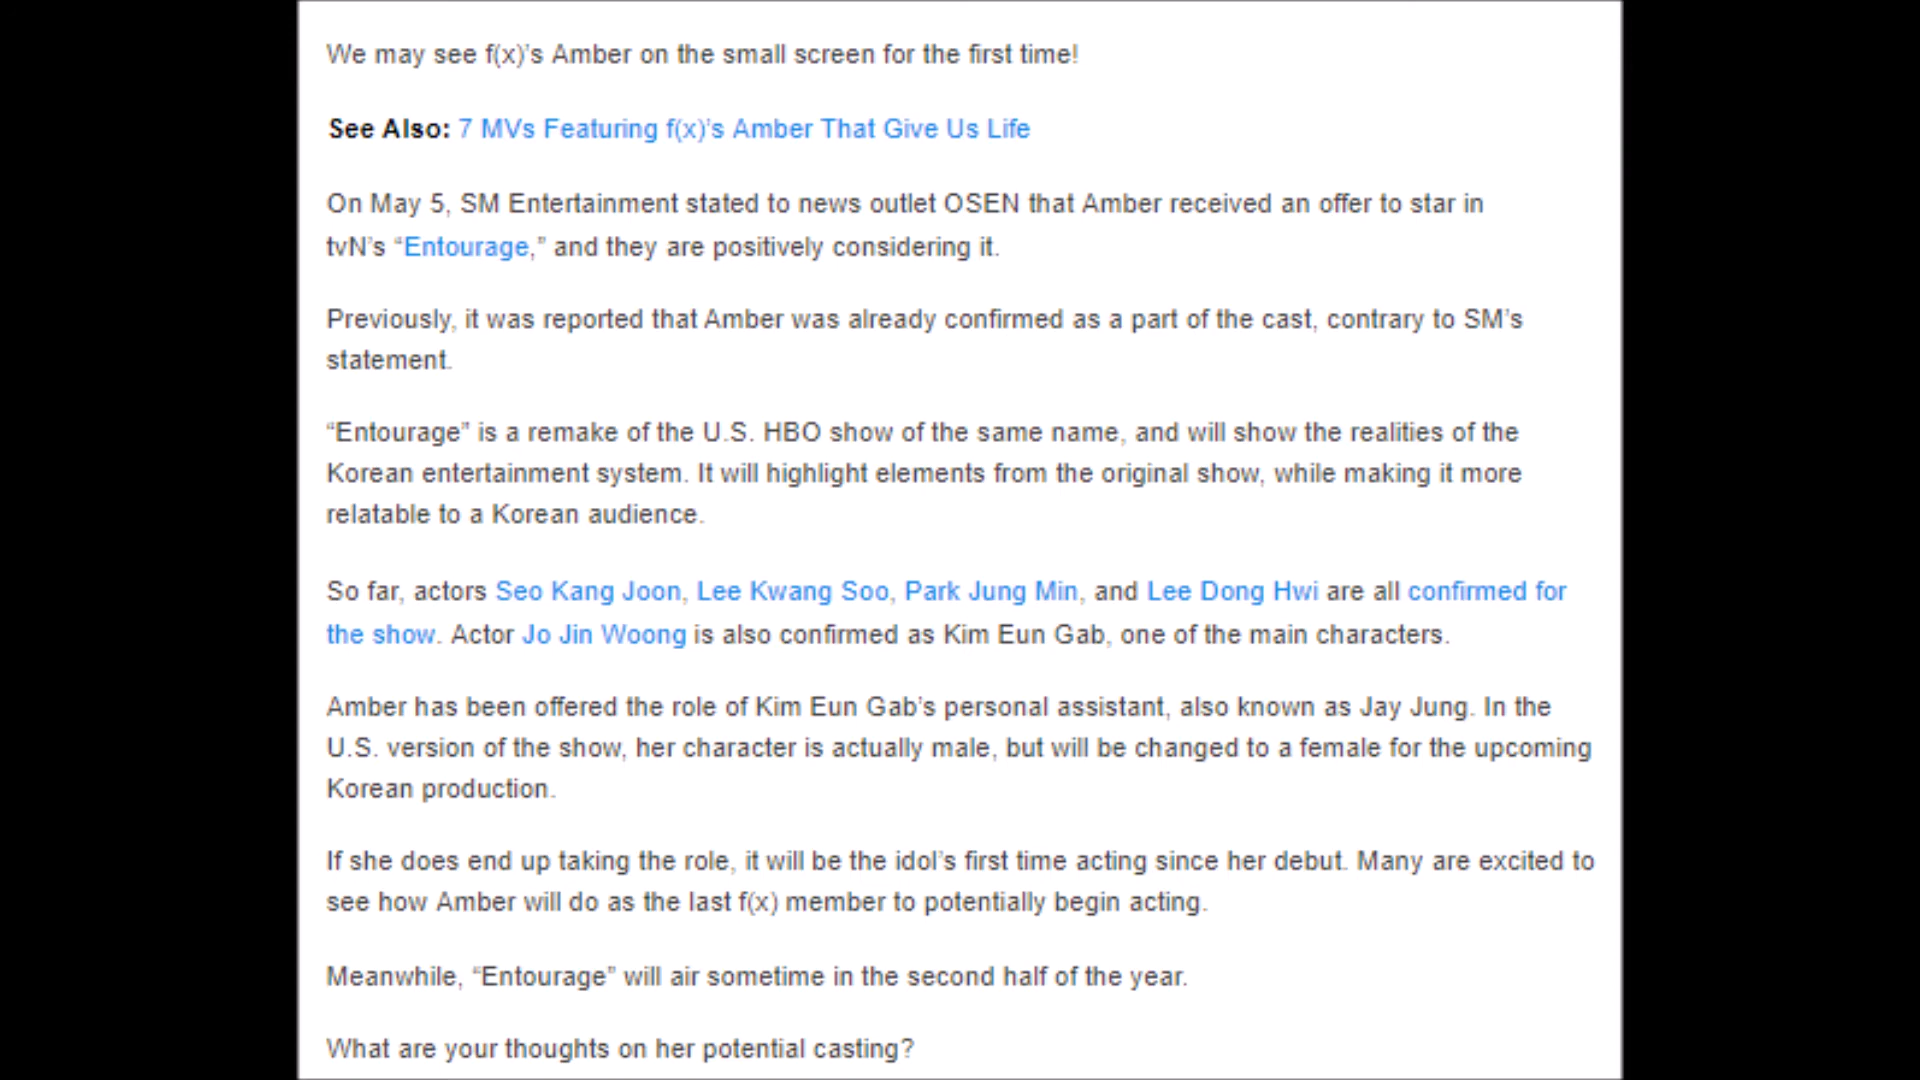 We may see f(x)’s Amber on the small screen for the first time!
See Also: 7 MVs Featuring f(x)’s Amber That Give Us Life
On May 5, SM Entertainment stated to news outlet OSEN that Amber received an offer to star in
tvN’s “Entourage,” and they are positively considering it.
Previously, it was reported that Amber was already confirmed as a part of the cast, contrary to SM’s
statement.
“Entourage” is a remake of the U.S. HBO show of the same name, and will show the realities of the
Korean entertainment system. It will highlight elements from the original show, while making it more
relatable to a Korean audience.
So far, actors Seo Kang Joon, Lee Kwang Soo, Park Jung Min, and Lee Dong Hwi are all confirmed for
the show. Actor Jo Jin Woong is also confirmed as Kim Eun Gab, one of the main characters.
Amber has been offered the role of Kim Eun Gab’s personal assistant, also known as Jay Jung. In the
U.S. version of the show, her character is actually male, but will be changed to a female for the upcoming
Korean production.
If she does end up taking the role, it will be the idol’s first time acting since her debut. Many are excited to
see how Amber will do as the last f(x) member to potentially begin acting.
Meanwhile, “Entourage” will air sometime in the second half of the year.
What are your thoughts on her potential casting?